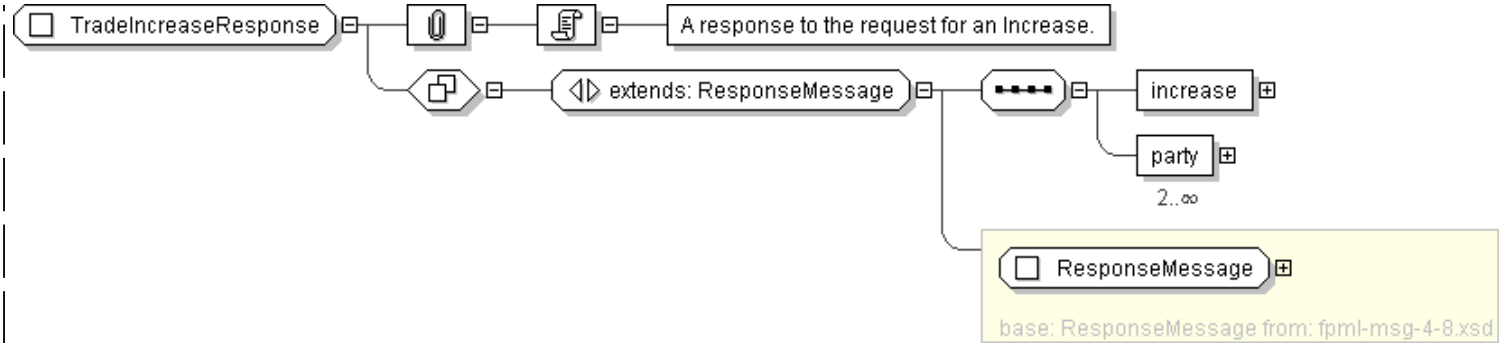 TradeIncreaseResponse
A response to the request for an Increase.
extends: ResponseMessage
increase
party
2..∞
ResponseMessage
base: ResponseMessage from: fpml-msg-4-8.xsd